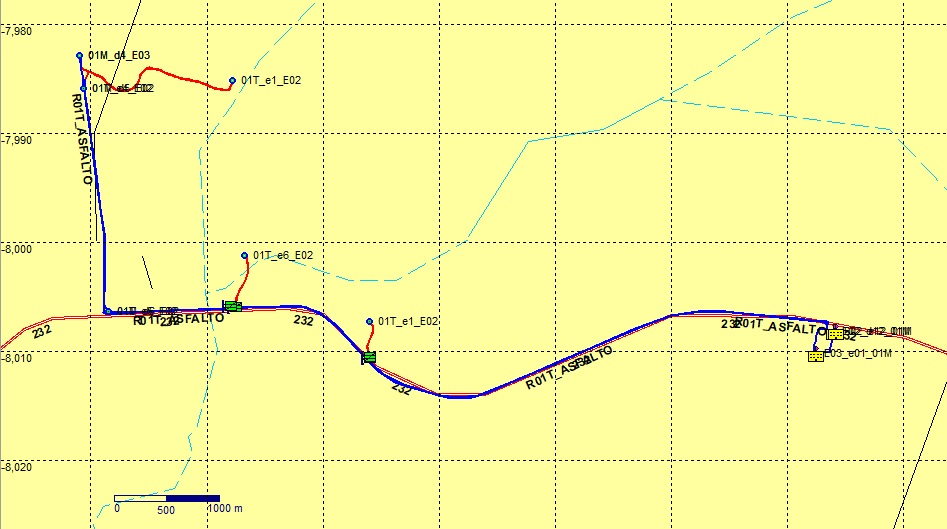 -7,980
01M_d4_E03
01T_e1_E02
R01T_ASFALTO
-7,990
-8,000
01T_e6_E02
01T_e1_E02
232
R01T_ASFALTO
232
232
R01T_ASFALTO
232
R01T_ASFALTO
E03_e01_01M
-8,010
-8,020
0 500 1000 m